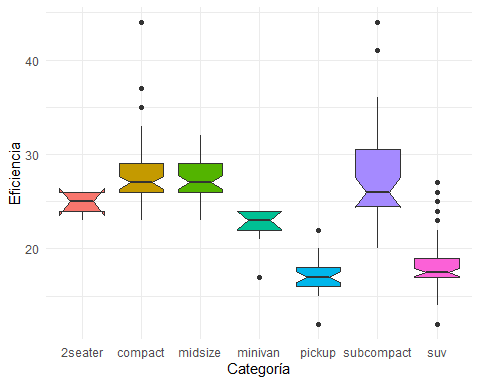 Eficiencia
40
30
20
2seater compact midsize minivan pickup subcompact suv
Categoría